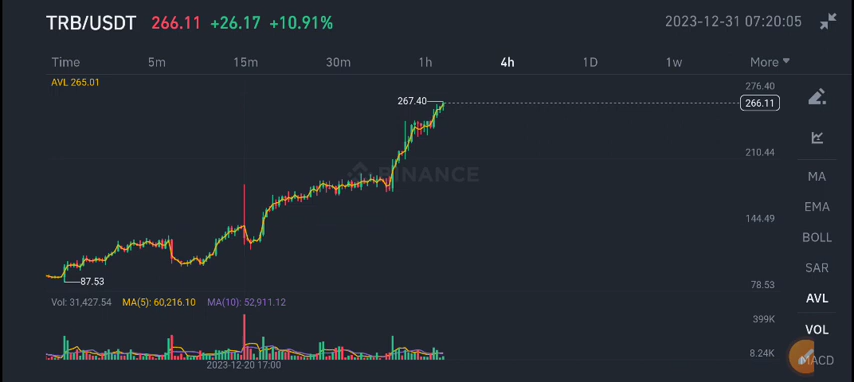 TRB/USDT 266.11 +26.17 +10.91% 2023-12-31 07:20:05
Time 5m 15m 30m 1h 4h 1D 1w More
AVL 265.01
276.40
267.40
266.11
210.44
BINANCE
MA
144.49
EMA
BOLL
SAR
87.53
78.53
AVL
Vol: 31,427.54 MA(5): 60,216.10 MA(10): 52,911.12
399K
VOL
8.24K
MACD
2023-12-20 17:00